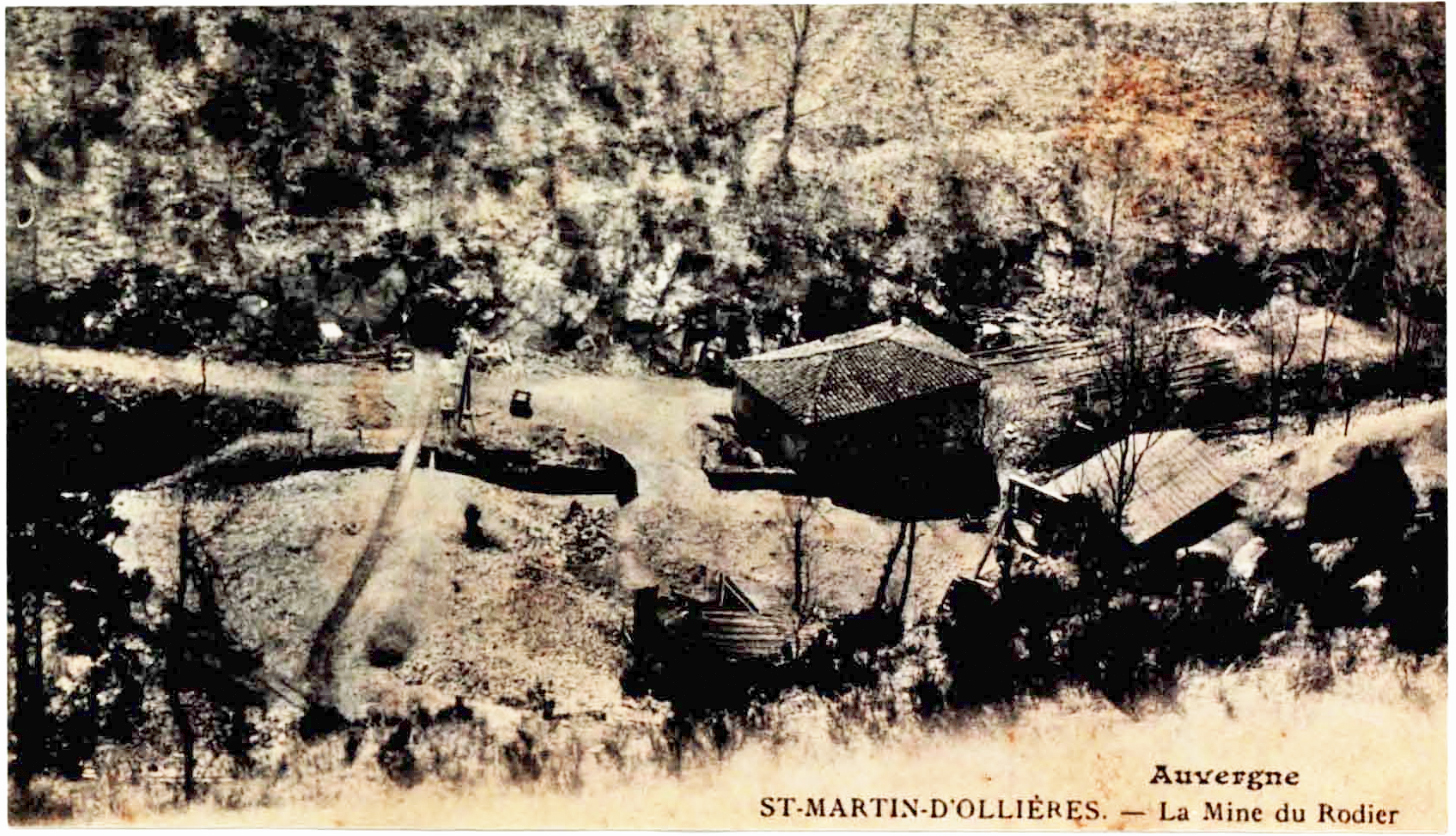 Auvergne
ST-MARTIN-D'OLLIÈRES. — La Mine du Rodier